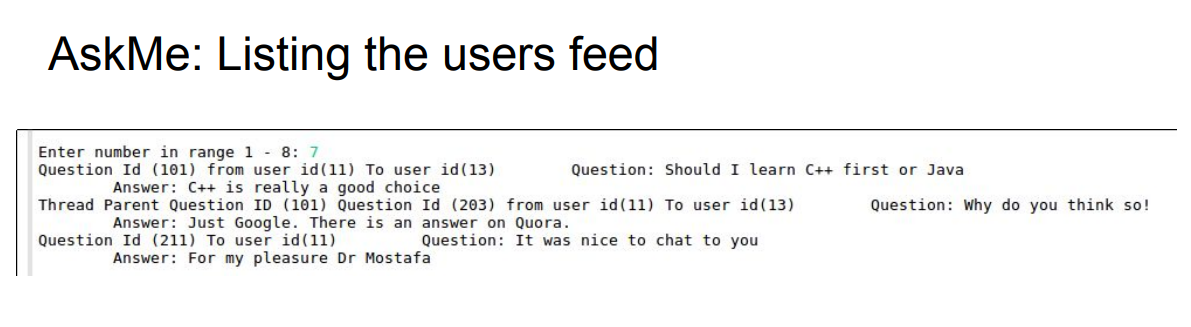 AskMe: Listing the users feed
Enter number in range 1 - 8: 7
Question Id (101) from user id(11) To user id(13) Question: Should I learn C++ first or Java
Answer: C++ is really a good choice
Thread Parent Question ID (101) Question Id (203) from user id(11) To user id(13) Question: Why do you think so!
Answer: Just Google. There is an answer on Quora.
Question Id (211) To user id(11) Question: It was nice to chat to you
Answer: For my pleasure Dr Mostafa